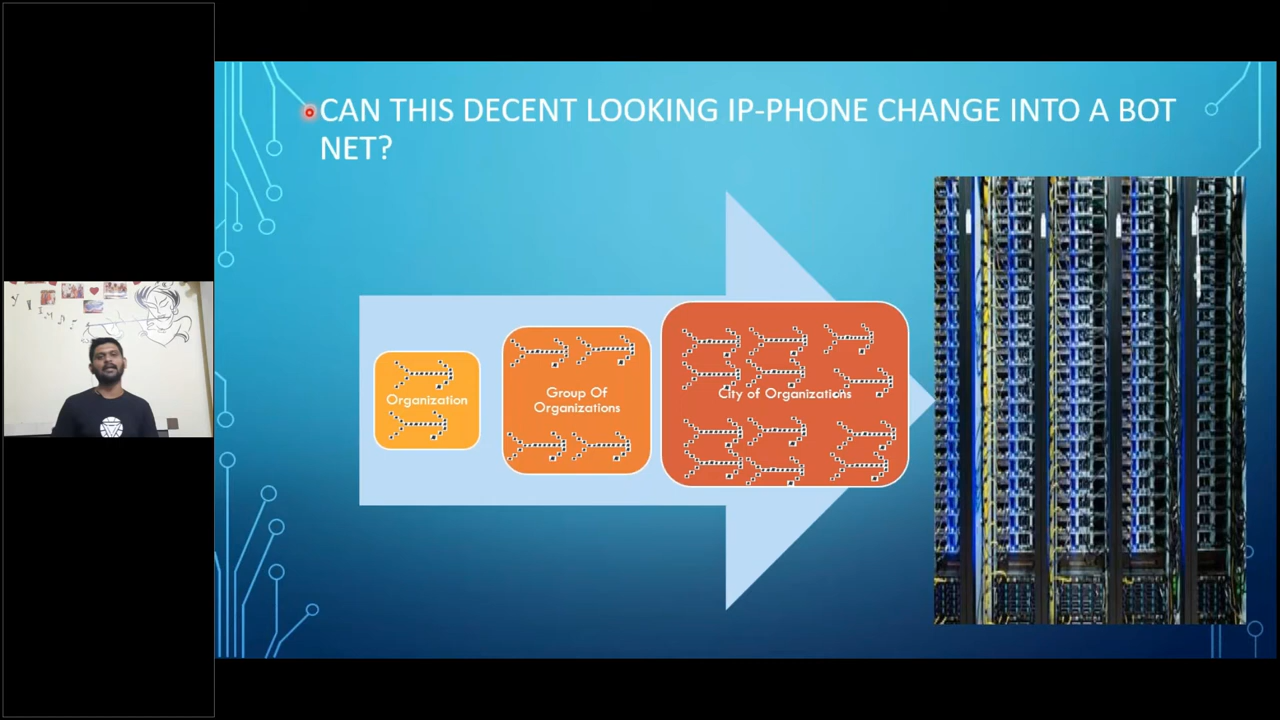 CAN THIS DECENT LOOKING IP-PHONE CHANGE INTO A BOT
NET?
Organization
Group Of
Organizations
City of Organizations